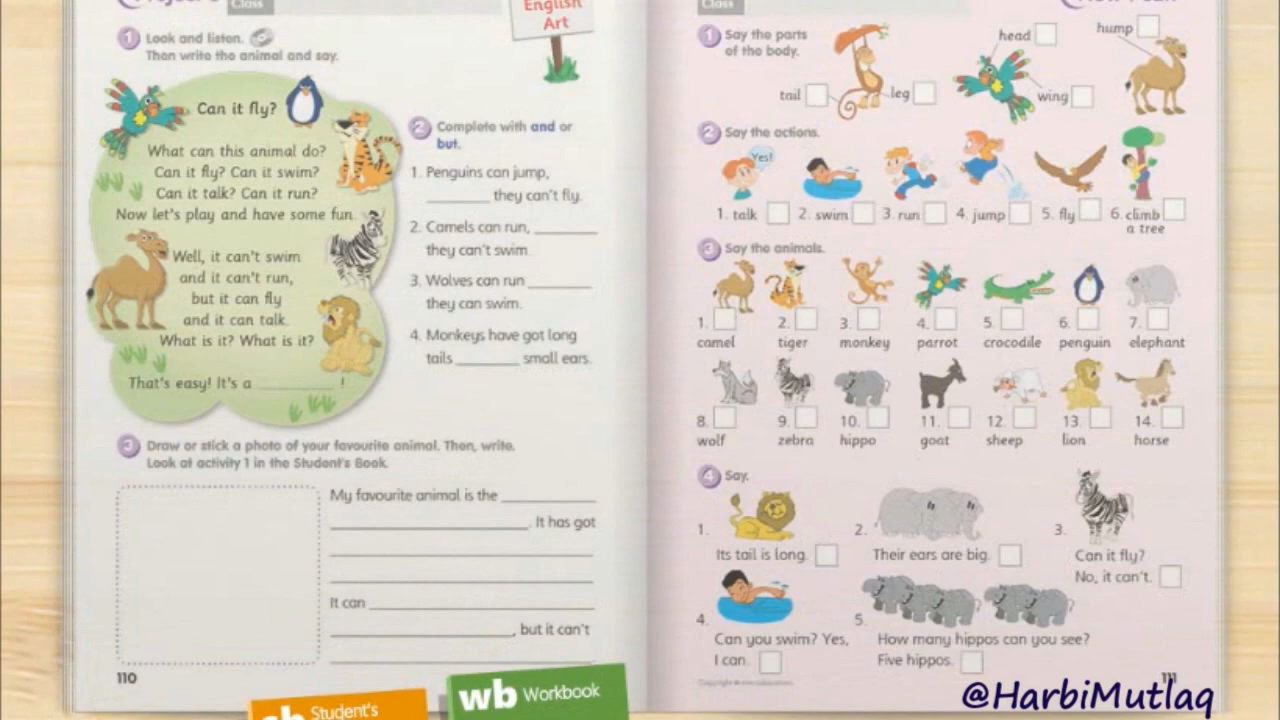 Class
English
Art
1 Look and listen.
Then write the animal and say.
Can it fly?
What can this animal do?
Can it fly? Can it swim?
Can it talk? Can it run?
Now let's play and have some fun.
Well, it can't swim
and it can't run,
but it can fly
and it can talk.
What is it? What is it?
That's easy! It's a __________ !
2 Complete with and or
but.
1. Penguins can jump,
________ they can't fly.
2. Camels can run, ________
they can't swim.
3. Wolves can run ________
they can swim.
4. Monkeys have got long
tails ________ small ears.
3 Draw or stick a photo of your favourite animal. Then, write.
Look at activity 1 in the Student's Book.
My favourite animal is the ____________
________________________. It has got
It can ____________________________
______________________, but it can't
110
Student's
wb Workbook
Class
1 Say the parts
of the body.
head
hump
tail
leg
wing
2 Say the actions.
Yes!
1. talk 2. swim 3. run 4. jump 5. fly 6. climb
a tree
3 Say the animals.
1. 2. 3. 4. 5. 6. 7.
camel tiger monkey parrot crocodile penguin elephant
8. 9. 10. 11. 12. 13. 14.
wolf zebra hippo goat sheep lion horse
4 Say.
1. 2. 3.
Its tail is long. Their ears are big. Can it fly?
No, it can't.
4. 5.
Can you swim? Yes, How many hippos can you see?
I can. Five hippos.
111
@HarbiMutlaq